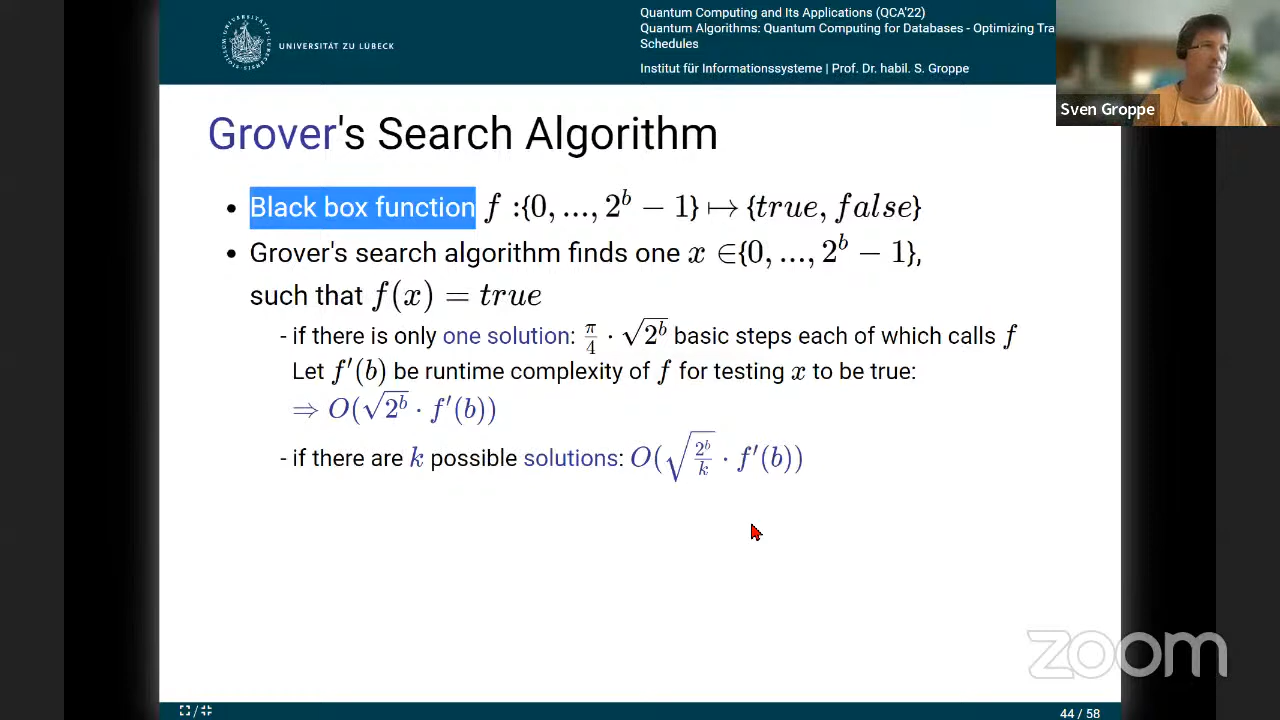 Quantum Computing and Its Applications (QCA'22)
Quantum Algorithms: Quantum Computing for Databases - Optimizing Tra
Schedules
UNIVERSITÄT ZU LÜBECK
Institut für Informationssysteme | Prof. Dr. habil. S. Groppe
Sven Groppe
Grover's Search Algorithm
• Black box function f :{0, ..., 2^b − 1} ↦ {true, false}
• Grover's search algorithm finds one x ∈{0, ..., 2^b − 1},
such that f(x) = true
- if there is only one solution: π/4 · √2^b basic steps each of which calls f
Let f′(b) be runtime complexity of f for testing x to be true:
⇒ O(√2^b · f′(b))
- if there are k possible solutions: O(√(2^b/k) · f′(b))
zoom
/
44 / 58